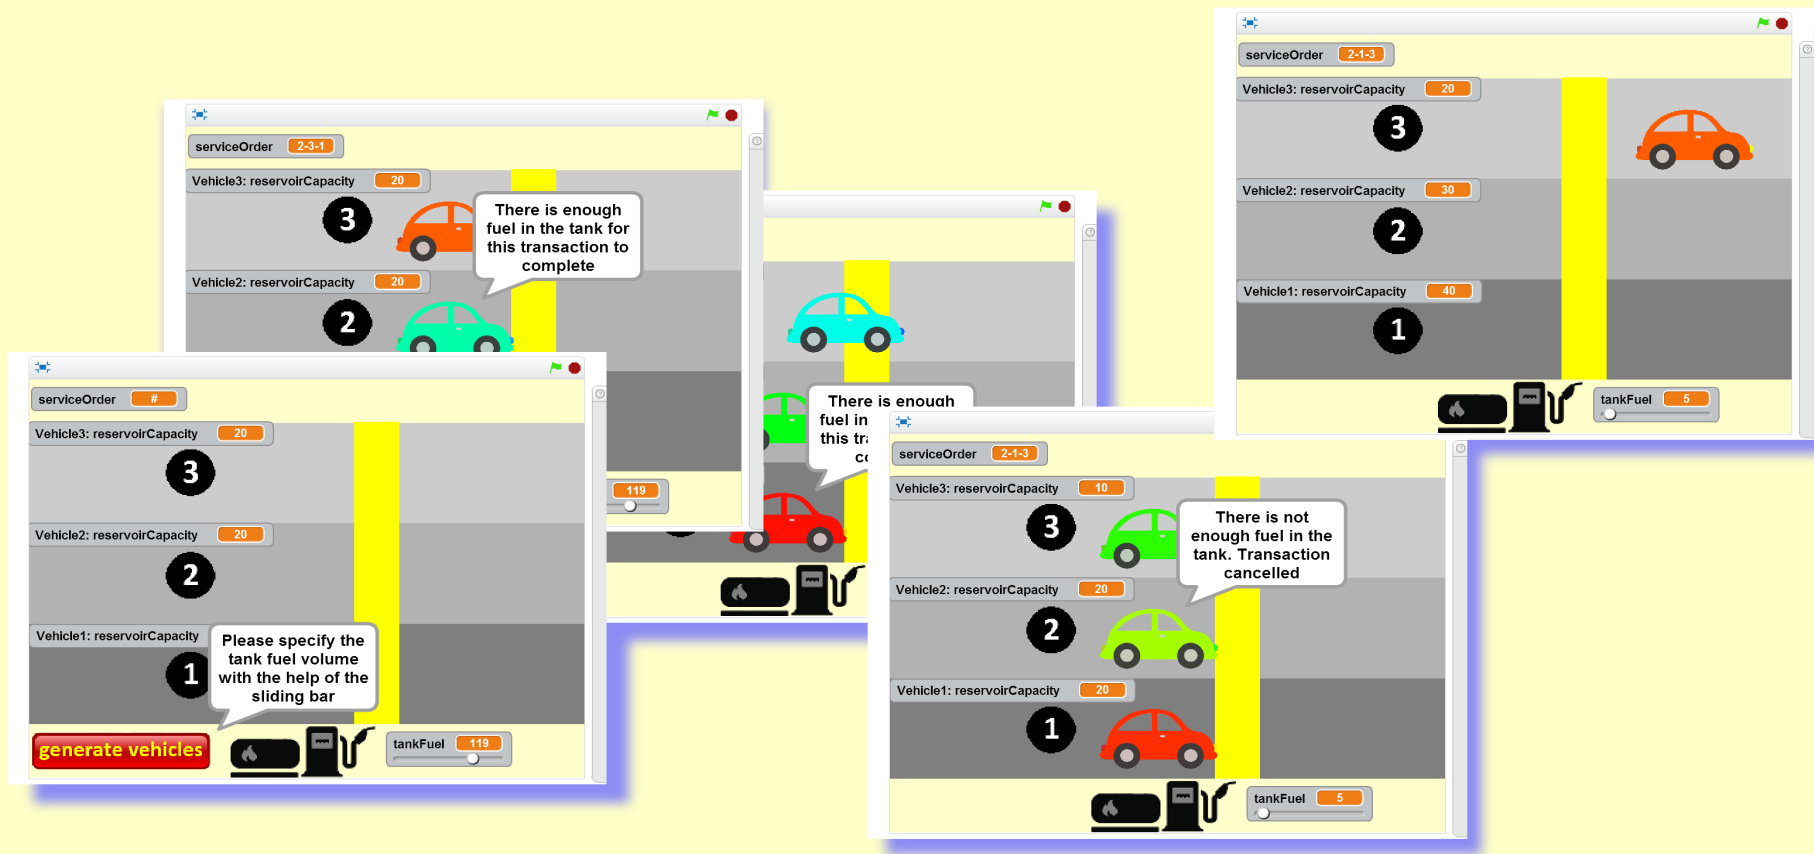 serviceOrder 2-3-1
Vehicle3: reservoirCapacity 20
3
There is enough
fuel in the tank for
this transaction to
complete
Vehicle2: reservoirCapacity 20
2
119
serviceOrder #
Vehicle3: reservoirCapacity 20
3
Vehicle2: reservoirCapacity 20
2
Vehicle1: reservoirCapacity
1
Please specify the
tank fuel volume
with the help of the
sliding bar
generate vehicles
tankFuel 119
There is enough
fuel in
this
serviceOrder 2-1-3
Vehicle3: reservoirCapacity 10
3
There is not
enough fuel in the
tank. Transaction
cancelled
Vehicle2: reservoirCapacity 20
2
Vehicle1: reservoirCapacity 20
1
tankFuel 5
serviceOrder 2-1-3
Vehicle3: reservoirCapacity 20
3
Vehicle2: reservoirCapacity 30
2
Vehicle1: reservoirCapacity 40
1
tankFuel 5